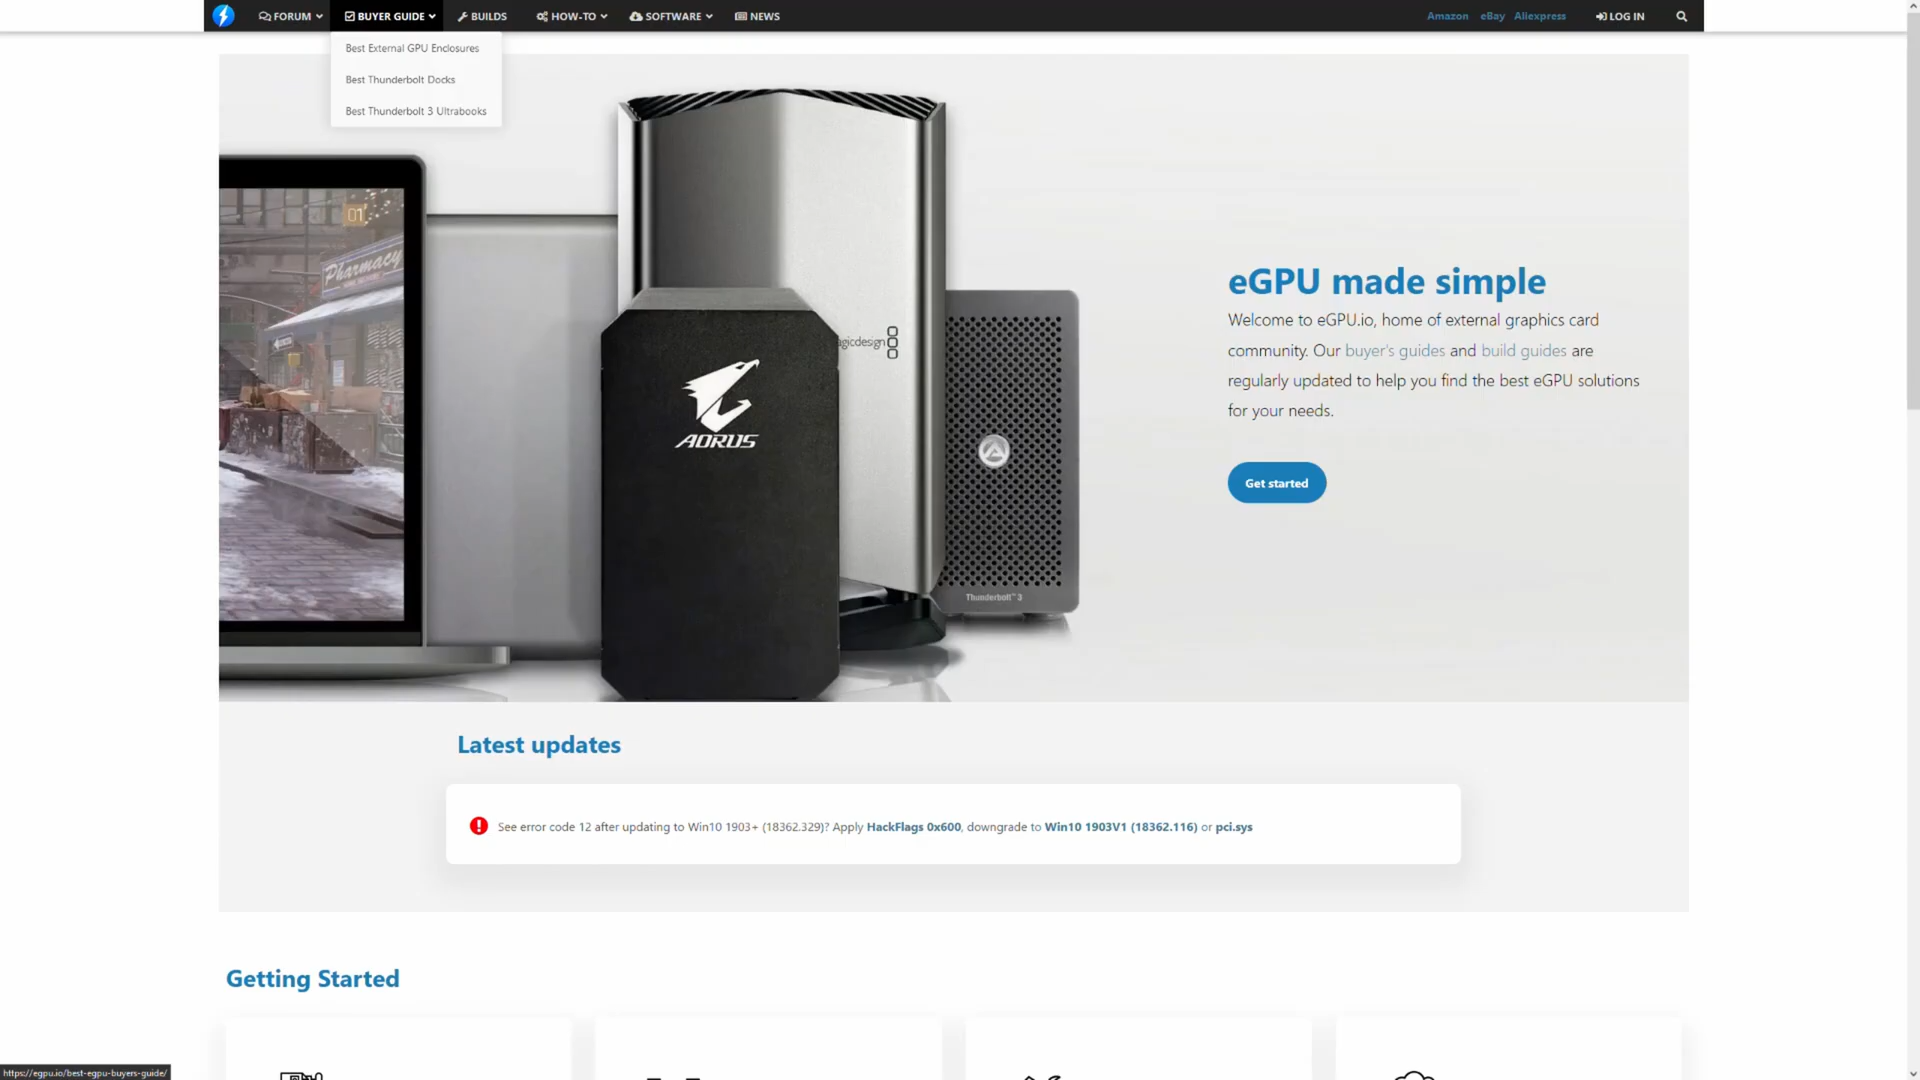 FORUM BUYER GUIDE BUILDS HOW-TO SOFTWARE NEWS Amazon eBay Aliexpress LOG IN
Best External GPU Enclosures
Best Thunderbolt Docks
Best Thunderbolt 3 Ultrabooks
01
Pharmacy
agicdesign
AORUS
Thunderbolt™ 3
eGPU made simple
Welcome to eGPU.io, home of external graphics card
community. Our buyer's guides and build guides are
regularly updated to help you find the best eGPU solutions
for your needs.
Get started
Latest updates
See error code 12 after updating to Win10 1903+ (18362.329)? Apply HackFlags 0x600, downgrade to Win10 1903V1 (18362.116) or pci.sys
Getting Started
https://egpu.io/best-egpu-buyers-guide/